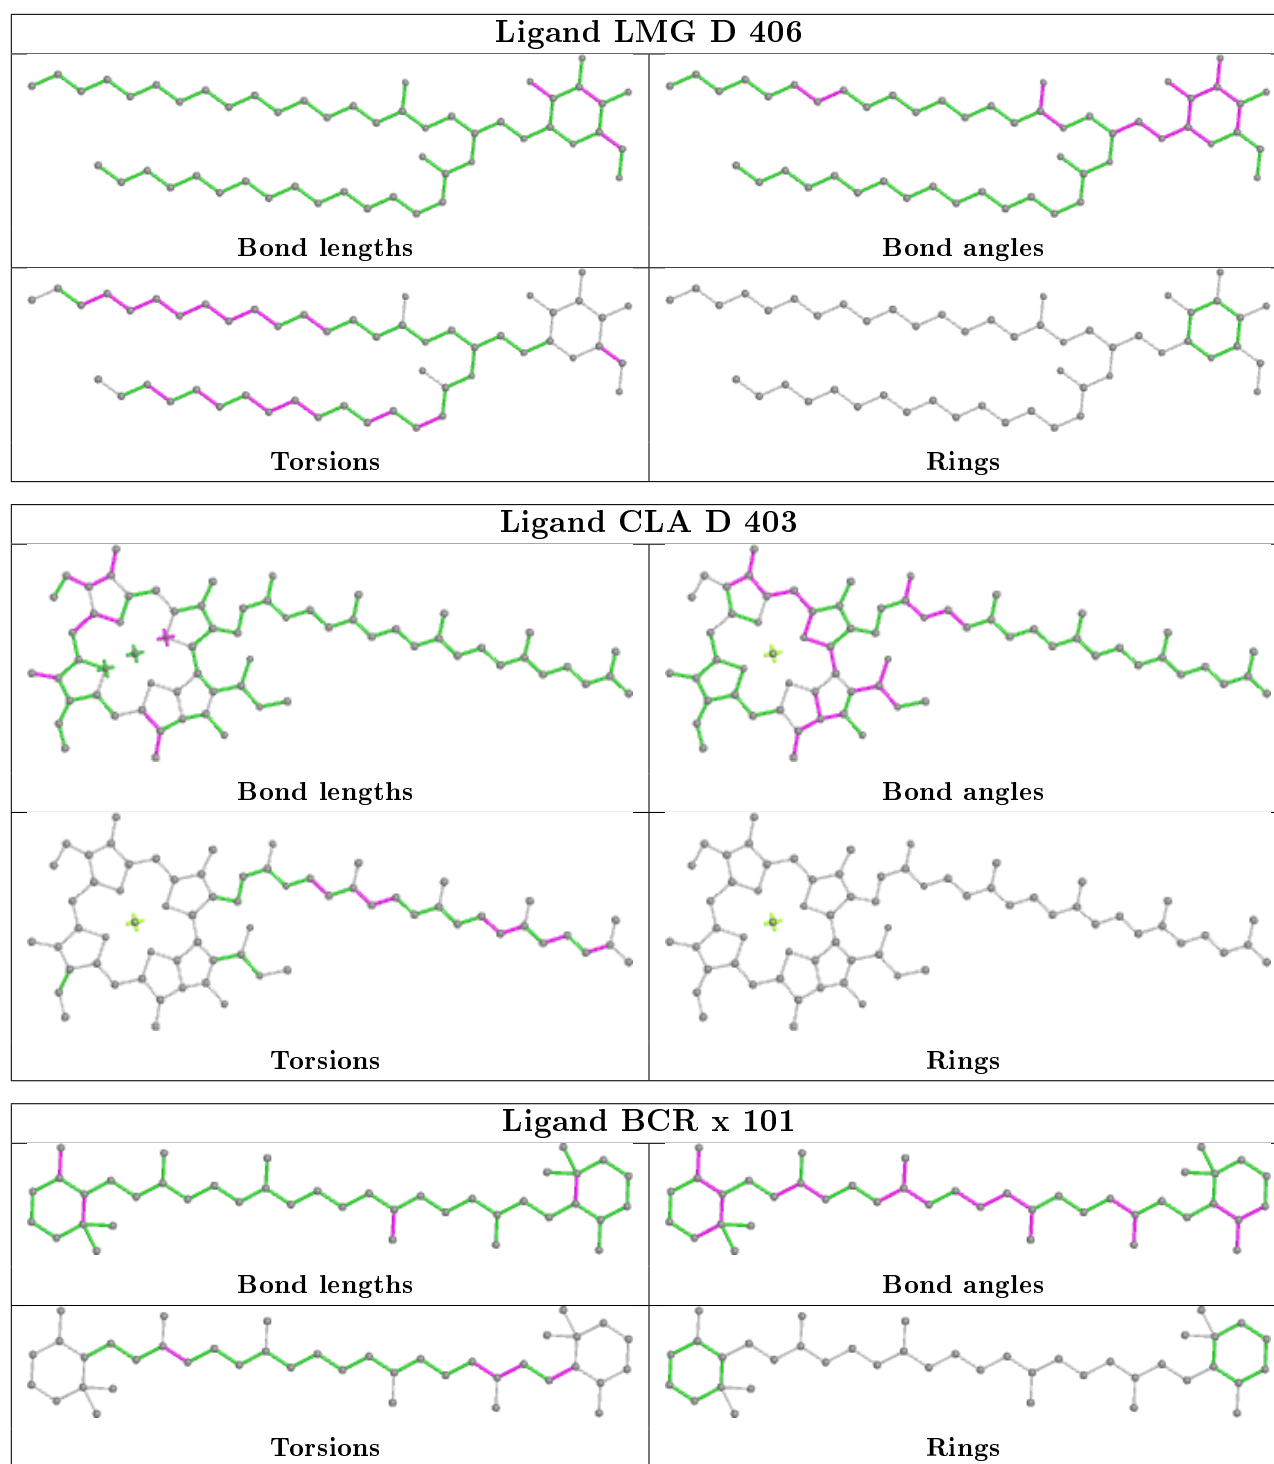 Ligand LMG D 406
Bond lengths
Bond angles
Torsions
Rings
Ligand CLA D 403
Bond lengths
Bond angles
Torsions
Rings
Ligand BCR x 101
Bond lengths
Bond angles
Torsions
Rings